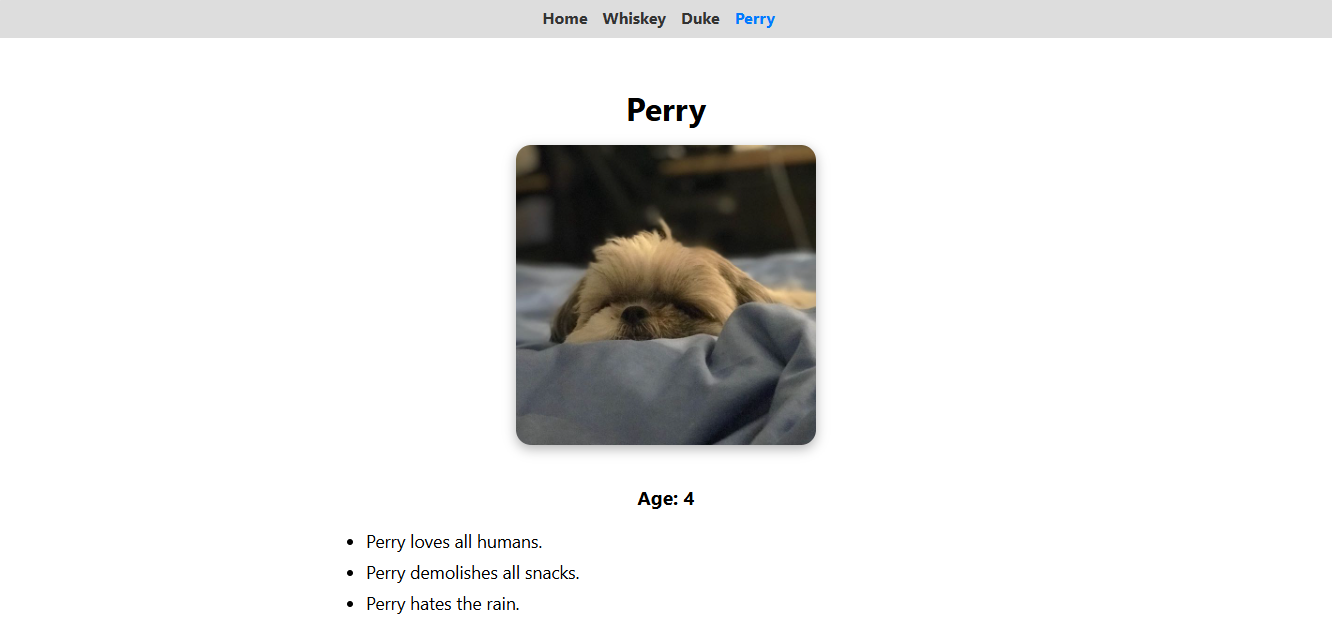 Home Whiskey Duke Perry
Perry
Age: 4
Perry loves all humans.
Perry demolishes all snacks.
Perry hates the rain.